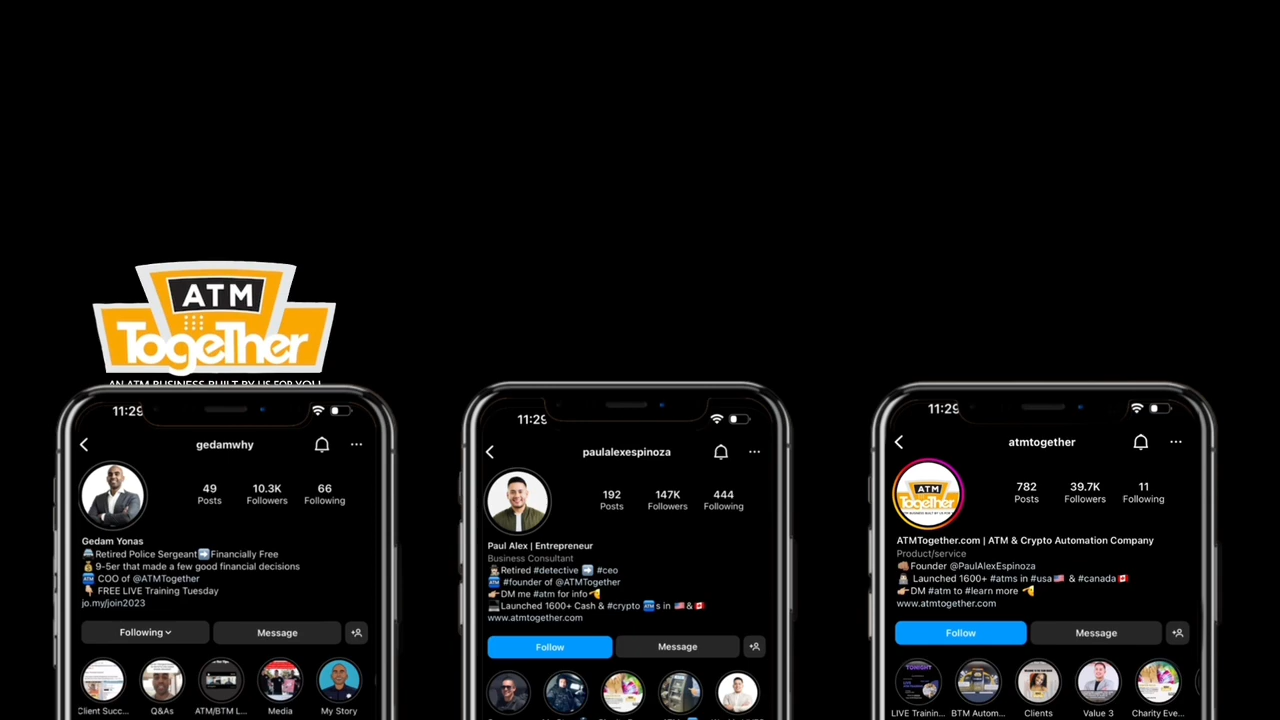 ATM
Together
AN ATM BUSINESS BUILT BY US FOR YOU
11:29
gedamwhy
49
Posts
10.3K
Followers
66
Following
Gedam Yonas
Retired Police Sergeant➡️Financially Free
💰9-5er that made a few good financial decisions
🏧 COO of @ATMTogether
👇🏽 FREE LIVE Training Tuesday
jo.my/join2023
Following
Message
Client Succ...
Q&As
ATM/BTM L...
Media
My Story
11:29
paulalexespinoza
192
Posts
147K
Followers
444
Following
Paul Alex | Entrepreneur
Business Consultant
Retired #detective ➡️ #ceo
🏧 #founder of @ATMTogether
DM me #atm for info
Launched 1600+ Cash & #crypto 🏧s in 🇺🇸&🇨🇦
www.atmtogether.com
Follow
Message
11:29
atmtogether
782
Posts
39.7K
Followers
11
Following
ATM
Together
ATMTogether.com | ATM & Crypto Automation Company
Product/service
Founder @PaulAlexEspinoza
Launched 1600+ #atms in #usa🇺🇸 & #canada🇨🇦
DM #atm to #learn more
www.atmtogether.com
Follow
Message
TONIGHT
LIVE Trainin...
BTM Autom...
Clients
Value 3
Charity Eve...